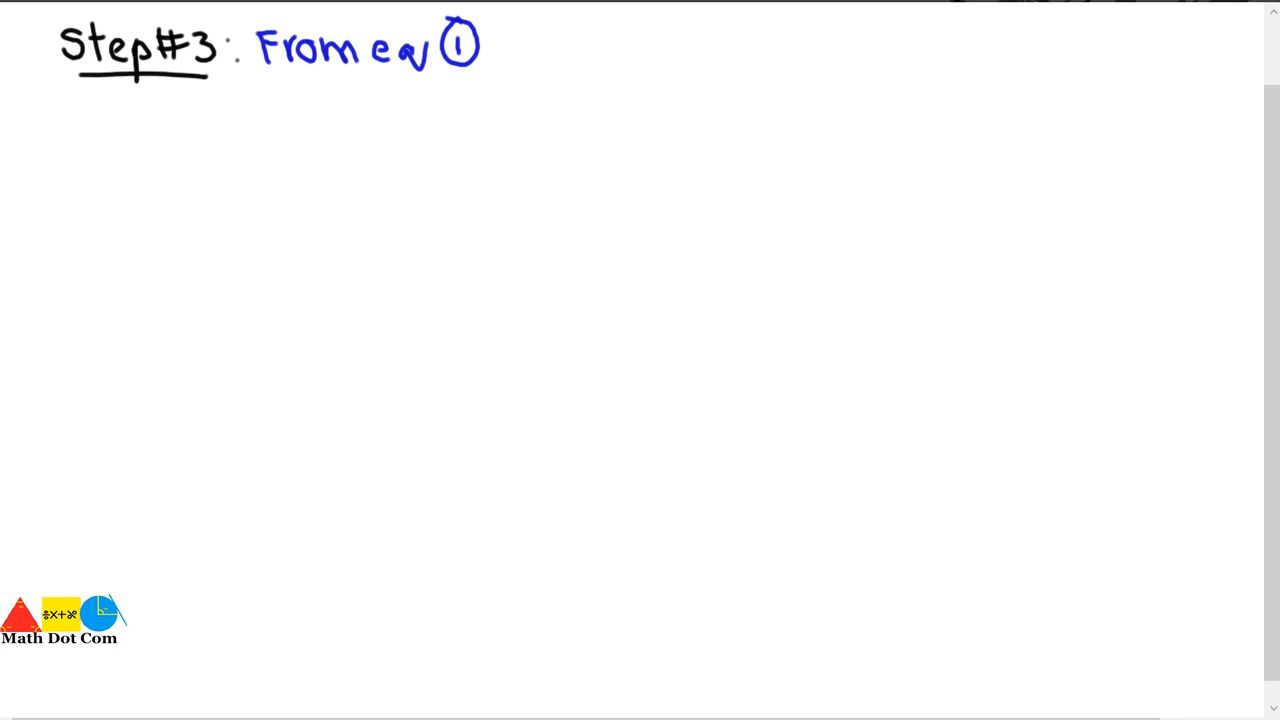 Step#3: From eq ①
÷x+%
Math Dot Com